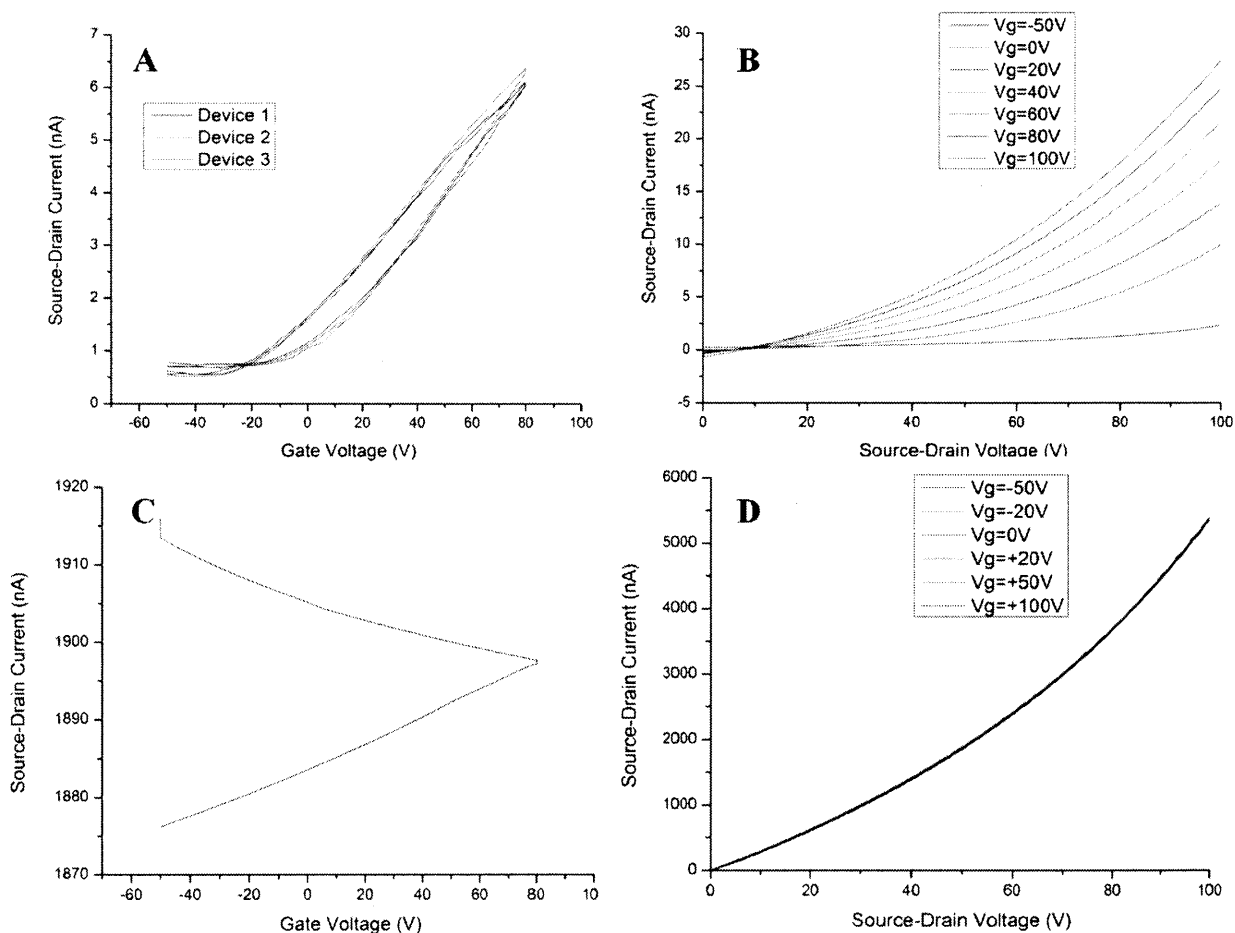 A
7
6
5
4
3
2
1
0
Source-Drain Current (nA)
Device 1
Device 2
Device 3
-60 -40 -20 0 20 40 60 80 100
Gate Voltage (V)
B
30
25
20
15
10
5
0
-5
Source-Drain Current (nA)
Vg=-50V
Vg=0V
Vg=20V
Vg=40V
Vg=60V
Vg=80V
Vg=100V
0 20 40 60 80 100
Source-Drain Voltage (V)
C
1920
1910
1900
1890
1880
1870
Source-Drain Current (nA)
-60 -40 -20 0 20 40 60 80 10
Gate Voltage (V)
D
6000
5000
4000
3000
2000
1000
0
Source-Drain Current (nA)
Vg=-50V
Vg=-20V
Vg=0V
Vg=+20V
Vg=+50V
Vg=+100V
0 20 40 60 80 100
Source-Drain Voltage (V)